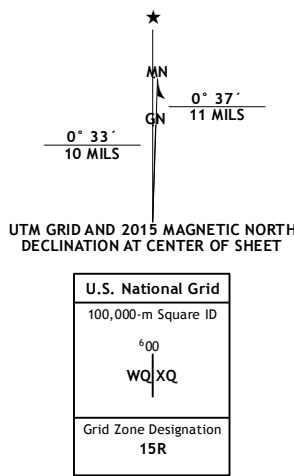 ★
MN
GN
0° 37´
11 MILS
0° 33´
10 MILS
UTM GRID AND 2015 MAGNETIC NORTH
DECLINATION AT CENTER OF SHEET
U.S. National Grid
100,000-m Square ID
⁶00
WQ XQ
Grid Zone Designation
15R